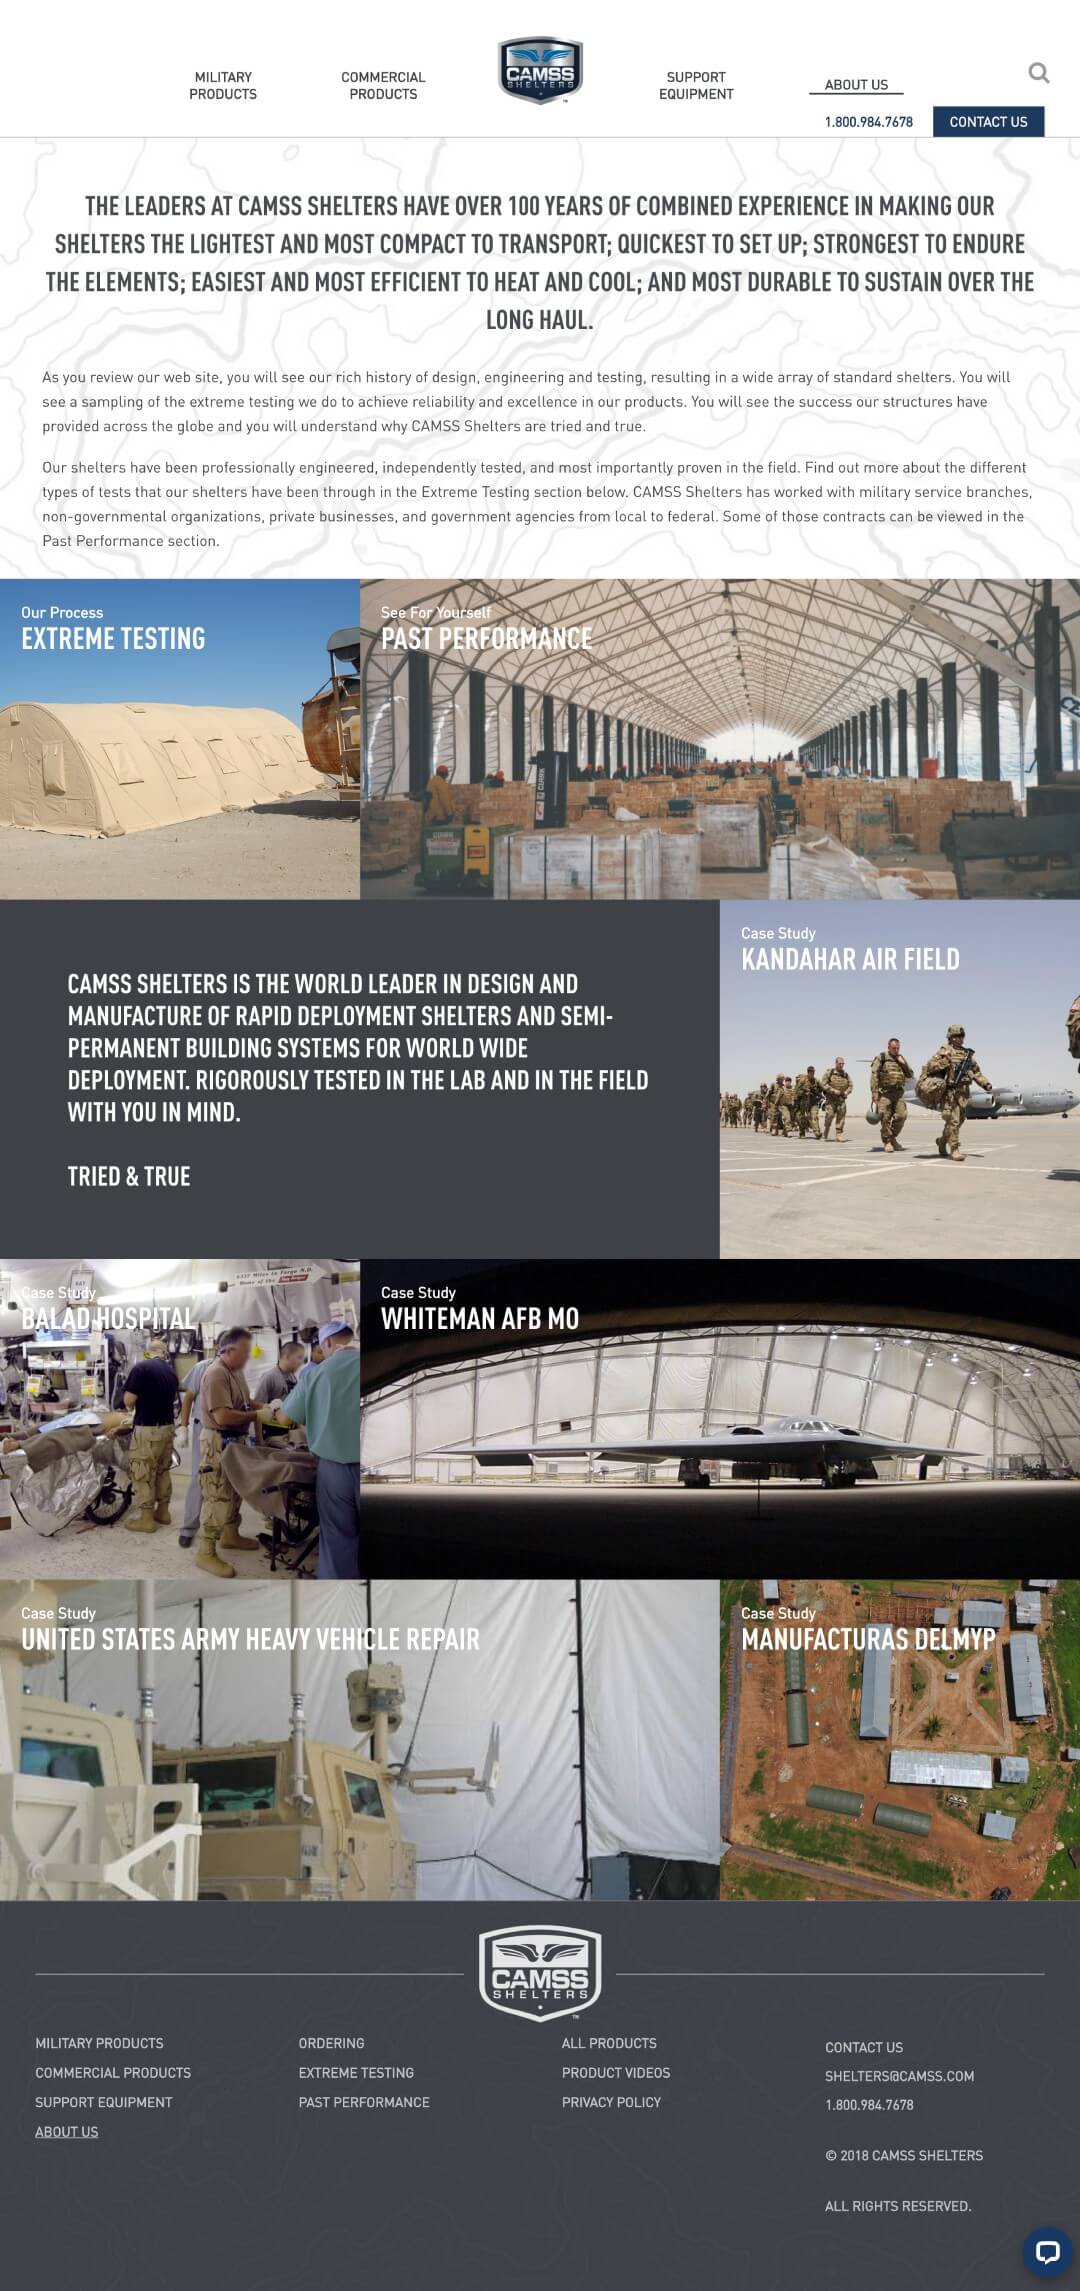 MILITARY
PRODUCTS
COMMERCIAL
PRODUCTS
CAMSS
SHELTERS
™
SUPPORT
EQUIPMENT
ABOUT US
1.800.984.7678
CONTACT US
THE LEADERS AT CAMSS SHELTERS HAVE OVER 100 YEARS OF COMBINED EXPERIENCE IN MAKING OUR
SHELTERS THE LIGHTEST AND MOST COMPACT TO TRANSPORT; QUICKEST TO SET UP; STRONGEST TO ENDURE
THE ELEMENTS; EASIEST AND MOST EFFICIENT TO HEAT AND COOL; AND MOST DURABLE TO SUSTAIN OVER THE
LONG HAUL.
As you review our web site, you will see our rich history of design, engineering and testing, resulting in a wide array of standard shelters. You will
see a sampling of the extreme testing we do to achieve reliability and excellence in our products. You will see the success our structures have
provided across the globe and you will understand why CAMSS Shelters are tried and true.
Our shelters have been professionally engineered, independently tested, and most importantly proven in the field. Find out more about the different
types of tests that our shelters have been through in the Extreme Testing section below. CAMSS Shelters has worked with military service branches,
non-governmental organizations, private businesses, and government agencies from local to federal. Some of those contracts can be viewed in the
Past Performance section.
Our Process
EXTREME TESTING
See For Yourself
PAST PERFORMANCE
CAMSS SHELTERS IS THE WORLD LEADER IN DESIGN AND
MANUFACTURE OF RAPID DEPLOYMENT SHELTERS AND SEMI-
PERMANENT BUILDING SYSTEMS FOR WORLD WIDE
DEPLOYMENT. RIGOROUSLY TESTED IN THE LAB AND IN THE FIELD
WITH YOU IN MIND.
TRIED & TRUE
Case Study
KANDAHAR AIR FIELD
Case Study
BALAD HOSPITAL
6337 Miles to Fargo N.D.
Home of the
Case Study
WHITEMAN AFB MO
Case Study
UNITED STATES ARMY HEAVY VEHICLE REPAIR
Case Study
MANUFACTURAS DELMYP
CAMSS
SHELTERS
™
MILITARY PRODUCTS
COMMERCIAL PRODUCTS
SUPPORT EQUIPMENT
ABOUT US
ORDERING
EXTREME TESTING
PAST PERFORMANCE
ALL PRODUCTS
PRODUCT VIDEOS
PRIVACY POLICY
CONTACT US
SHELTERS@CAMSS.COM
1.800.984.7678
© 2018 CAMSS SHELTERS
ALL RIGHTS RESERVED.